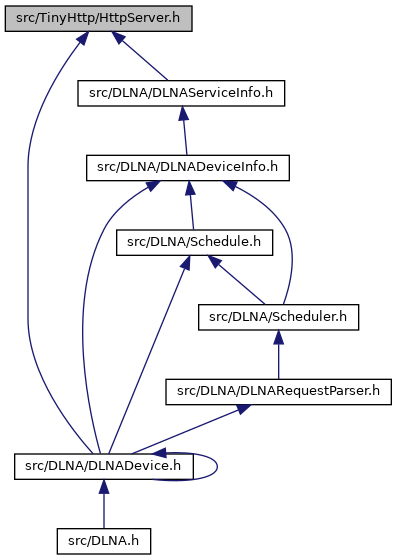 src/TinyHttp/HttpServer.h
src/DLNA/DLNAServiceInfo.h
src/DLNA/DLNADeviceInfo.h
src/DLNA/Schedule.h
src/DLNA/Scheduler.h
src/DLNA/DLNARequestParser.h
src/DLNA/DLNADevice.h
src/DLNA.h